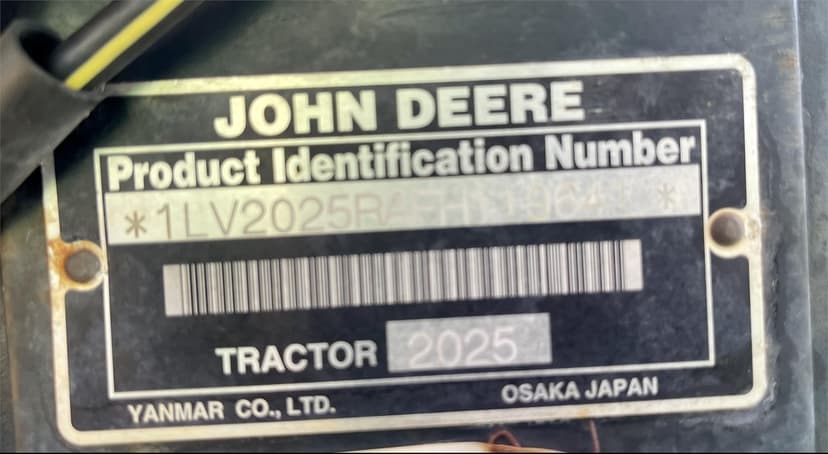 JOHN DEERE
Product Identification Number
TRACTOR 2025
YANMAR CO., LTD. OSAKA JAPAN